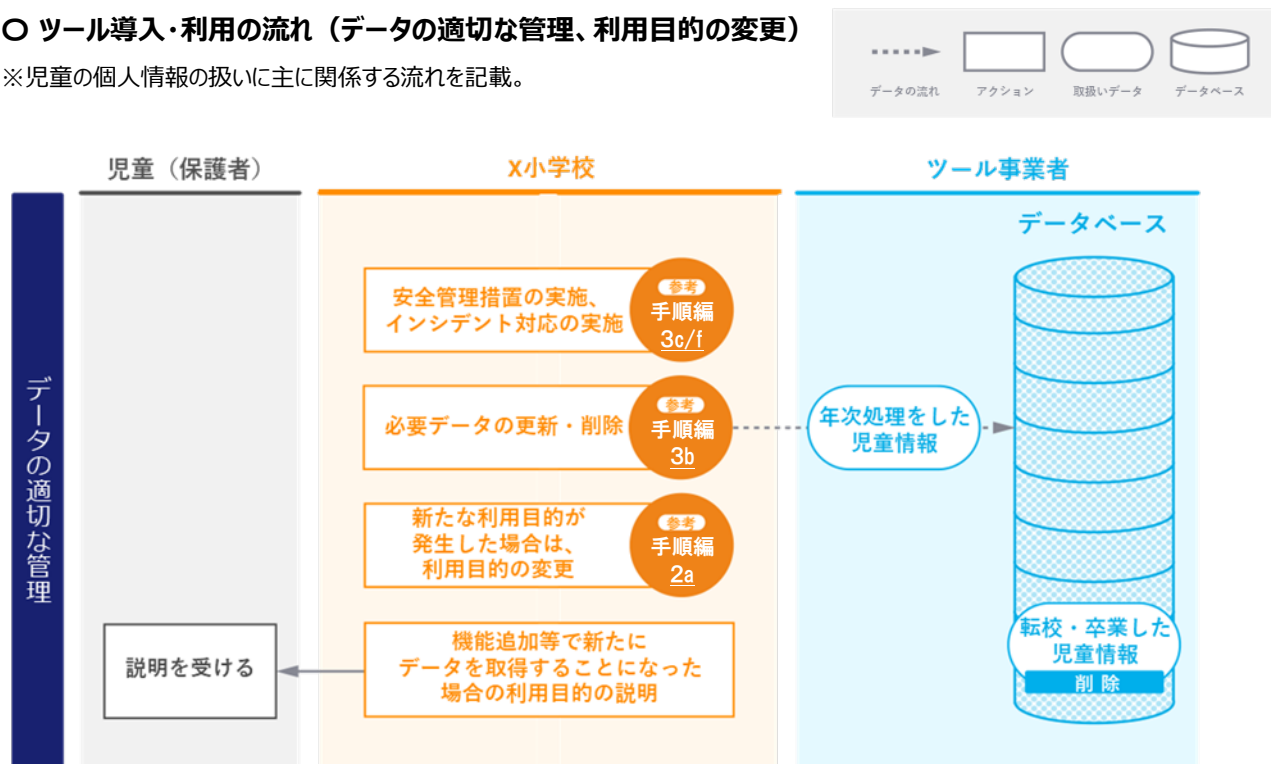 〇 ツール導入・利用の流れ（データの適切な管理、利用目的の変更）
※児童の個人情報の扱いに主に関係する流れを記載。
データの流れ
アクション
取扱いデータ
データベース
児童（保護者）
X小学校
ツール事業者
データの適切な管理
データベース
安全管理措置の実施、
インシデント対応の実施
参考
手順編
3c/f
必要データの更新・削除
参考
手順編
3b
年次処理をした
児童情報
新たな利用目的が
発生した場合は、
利用目的の変更
参考
手順編
2a
説明を受ける
機能追加等で新たに
データを取得することになった
場合の利用目的の説明
転校・卒業した
児童情報
削除